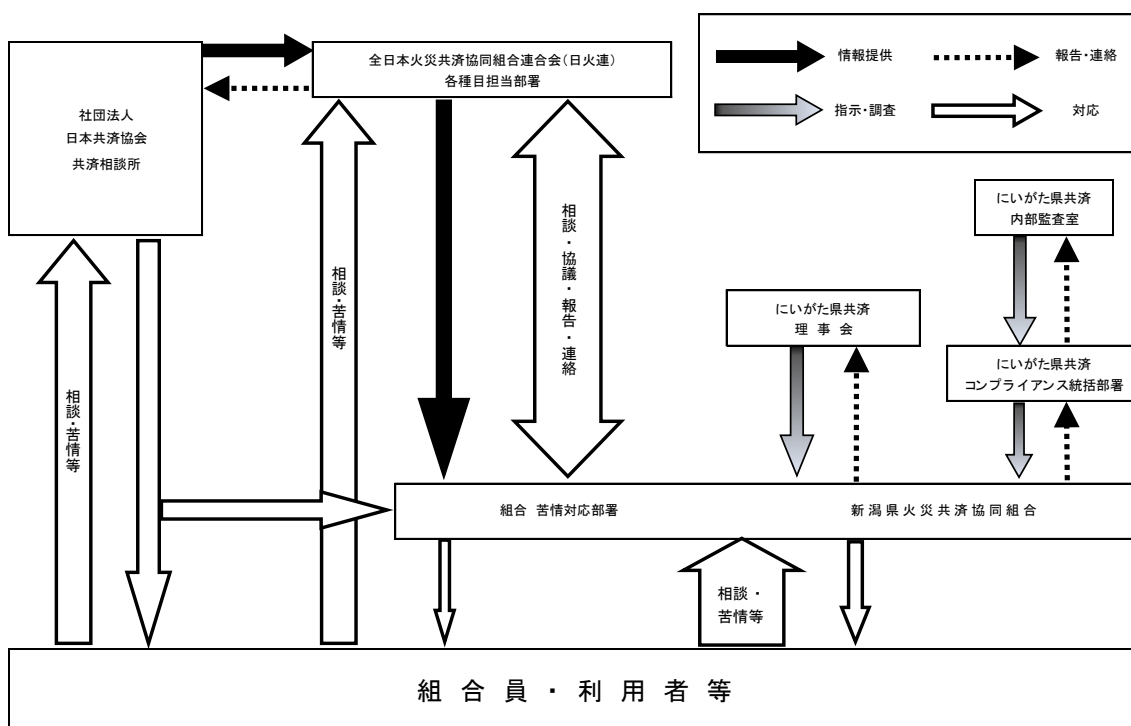 社団法人
日本共済協会
共済相談所
全日本火災共済協同組合連合会(日火連)
各種目担当部署
情報提供
報告・連絡
指示・調査
対応
にいがた県共済
内部監査室
にいがた県共済
理事会
にいがた県共済
コンプライアンス統括部署
相談・苦情等
相談・苦情等
相談・協議・報告・連絡
組合 苦情対応部署
新潟県火災共済協同組合
相談・
苦情等
組合員・利用者等